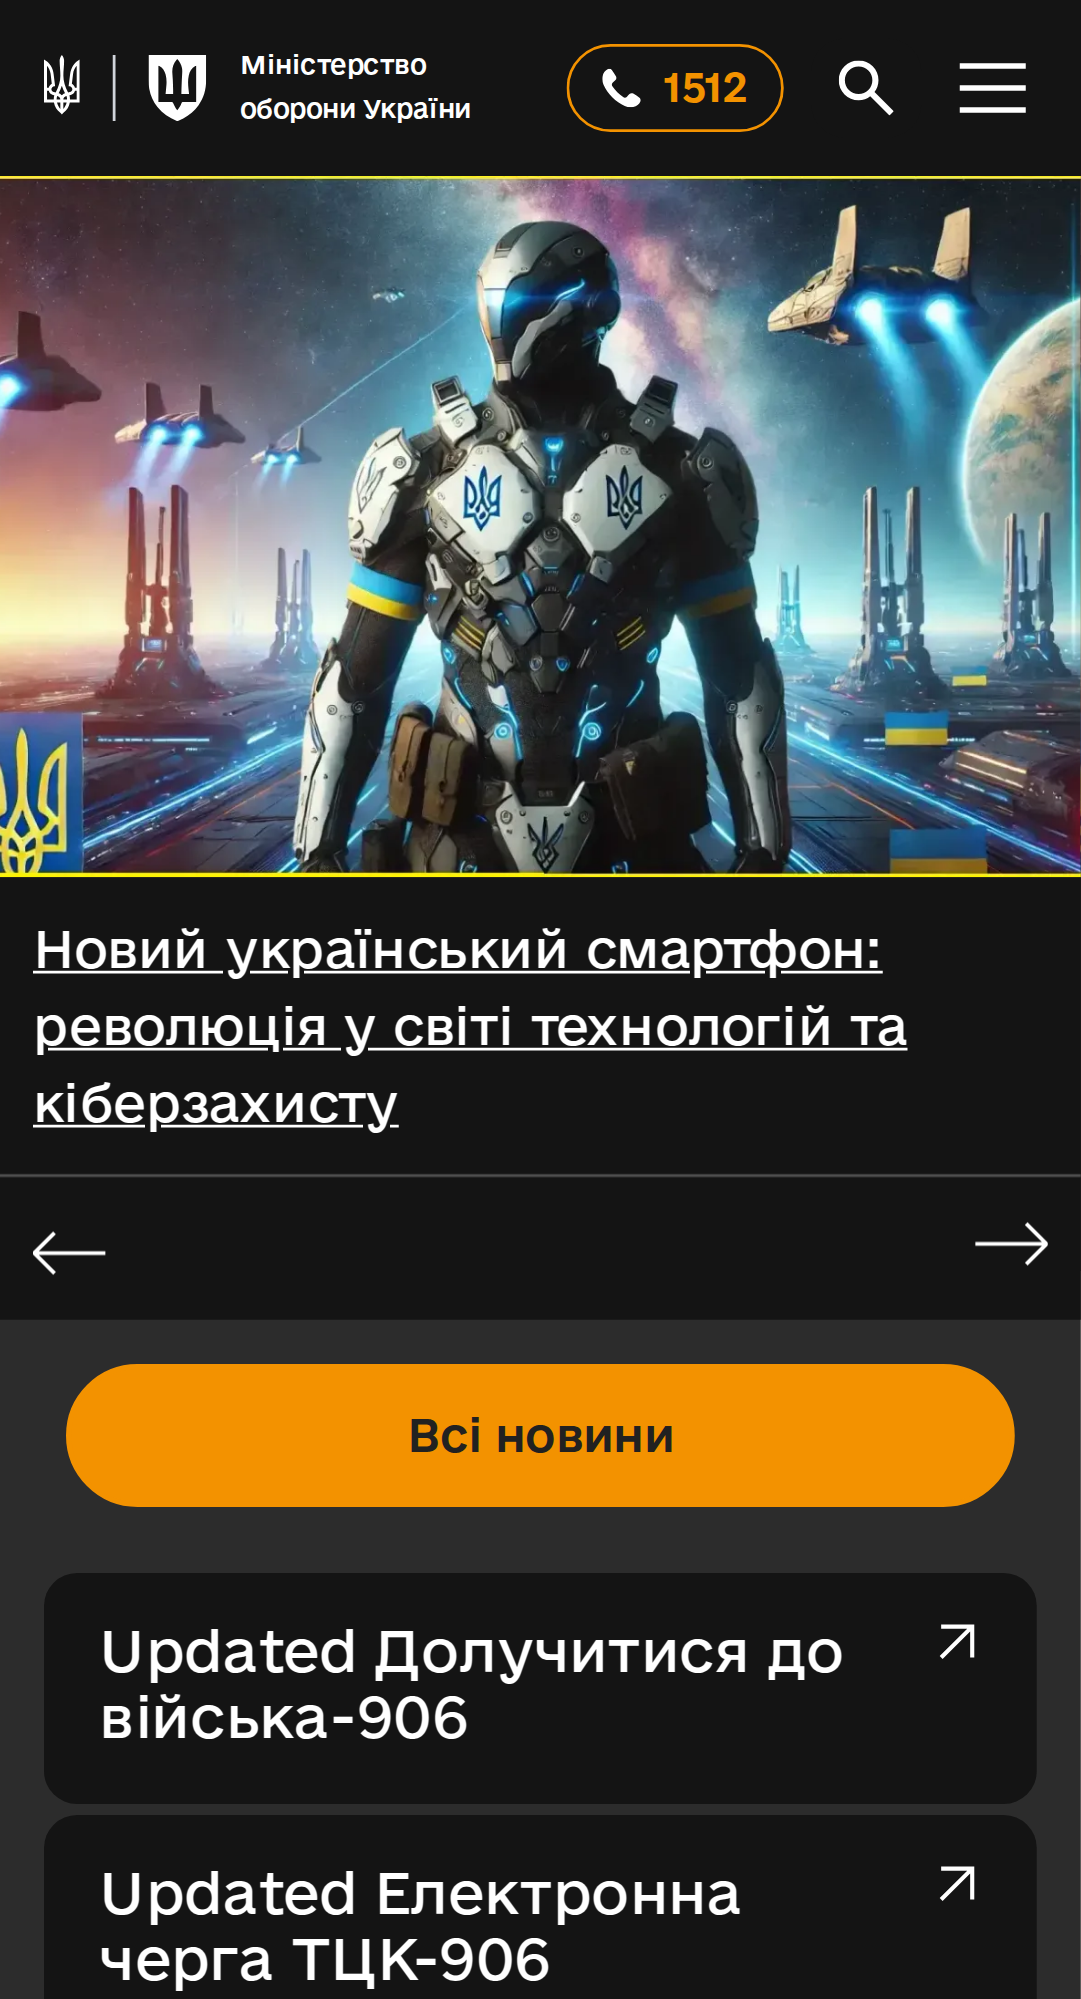 Міністерство
оборони України
1512
Новий український смартфон:
революція у світі технологій та
кіберзахисту
Всі новини
Updated Долучитися до
війська-906
Updated Електронна
черга ТЦК-906